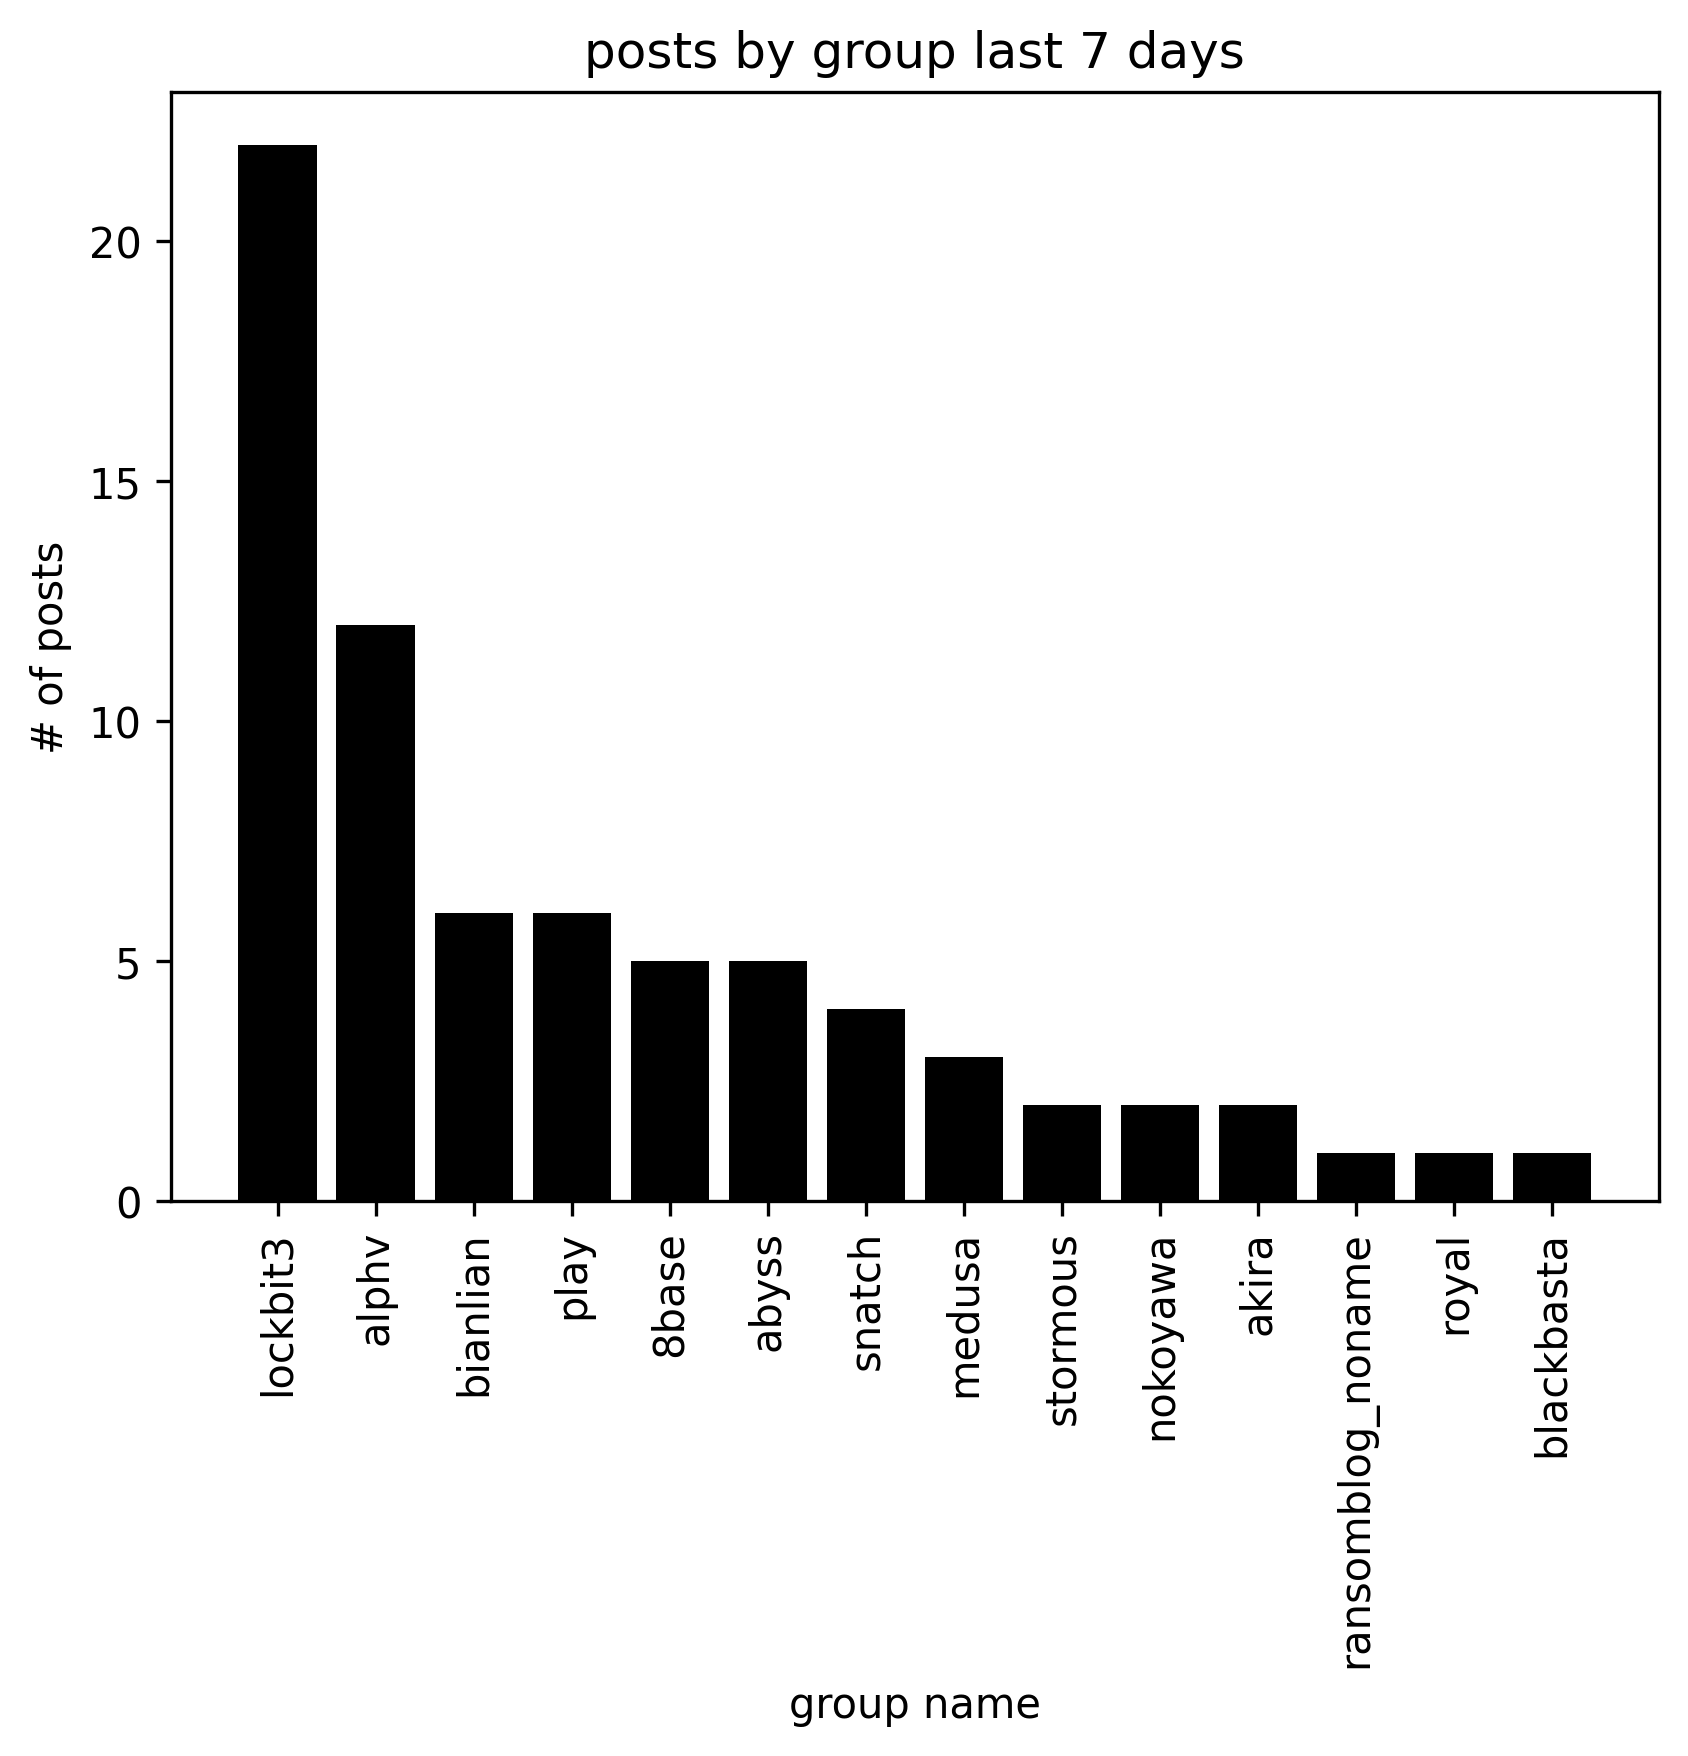 posts by group last 7 days
# of posts
20
15
10
5
0
lockbit3
alphv
bianlian
play
8base
abyss
snatch
medusa
stormous
nokoyawa
akira
ransomblog_noname
royal
blackbasta
group name